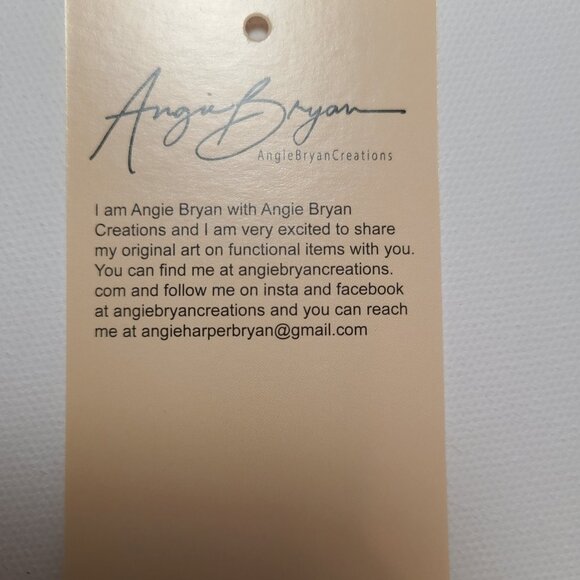 Angie Bryan
AngieBryanCreations
I am Angie Bryan with Angie Bryan
Creations and I am very excited to share
my original art on functional items with you.
You can find me at angiebryancreations.
com and follow me on insta and facebook
at angiebryancreations and you can reach
me at angieharperbryan@gmail.com